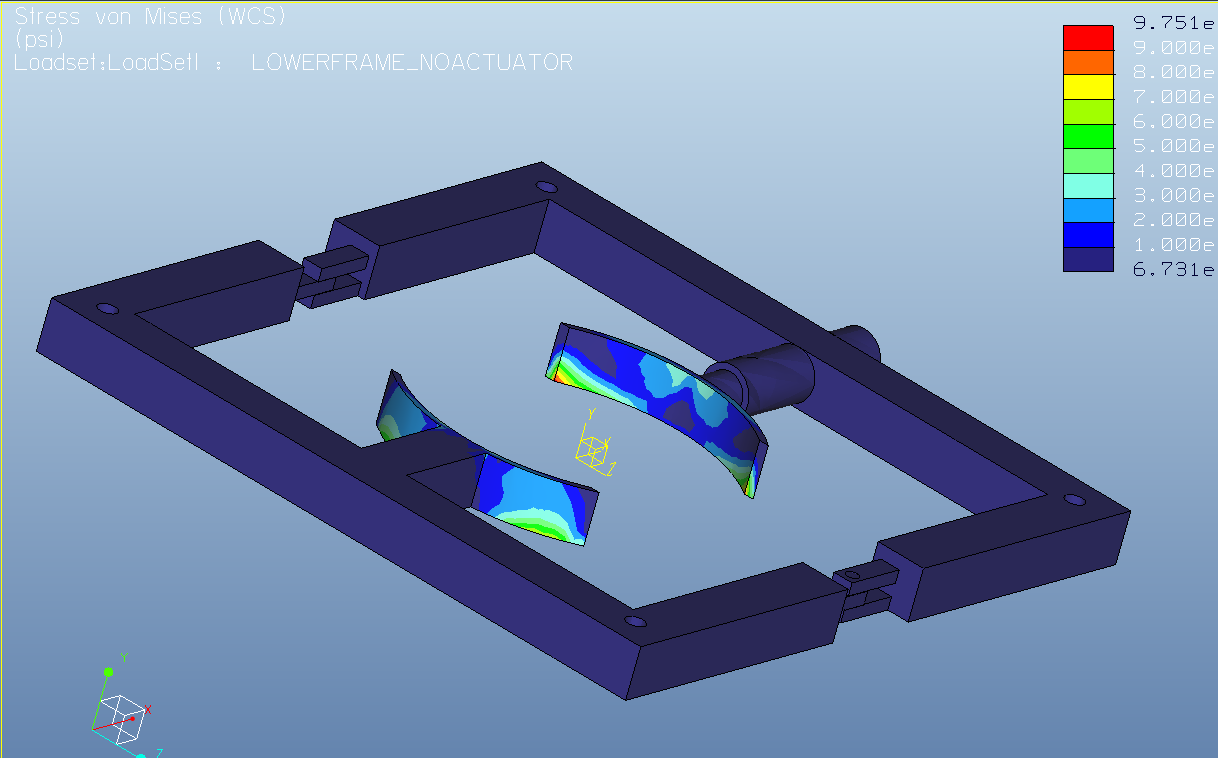 Stress von Mises (WCS)
(psi)
Loadset:LoadSet1 : LOWERFRAME_NOACTUATOR
9.751e
9.000e
8.000e
7.000e
6.000e
5.000e
4.000e
3.000e
2.000e
1.000e
6.731e
Y
Z
Y
X
Z